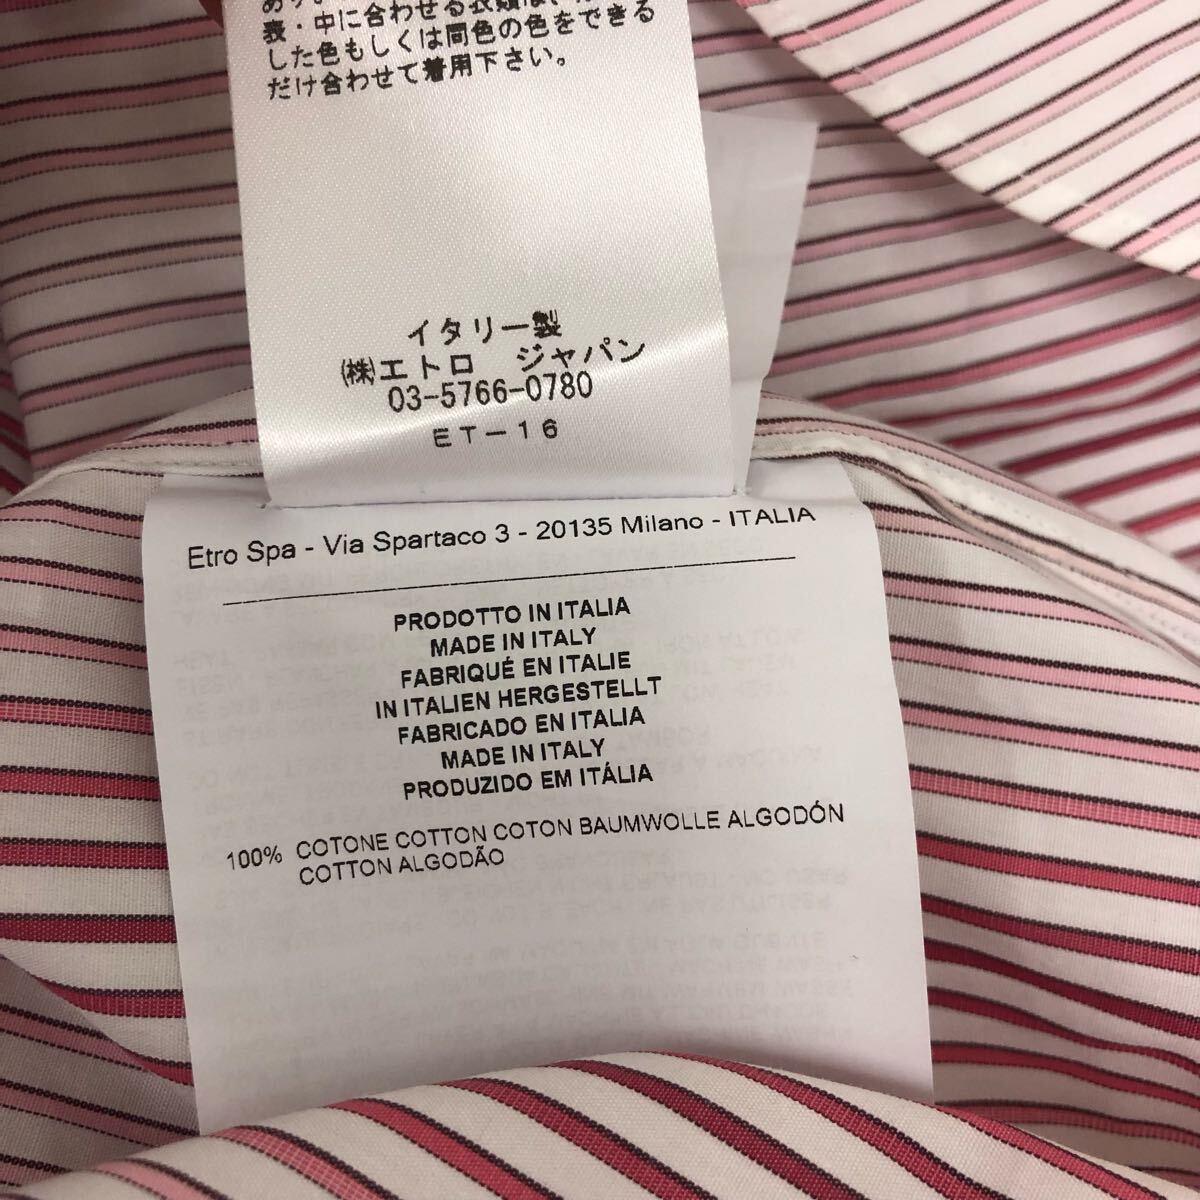 表・中に合わせる衣類は、
した色もしくは同色の色をできる
だけ合わせて着用下さい。
イタリー製
㈱エトロ ジャパン
03-5766-0780
ET-16
Etro Spa - Via Spartaco 3 - 20135 Milano - ITALIA
PRODOTTO IN ITALIA
MADE IN ITALY
FABRIQUÉ EN ITALIE
IN ITALIEN HERGESTELLT
FABRICADO EN ITALIA
MADE IN ITALY
PRODUZIDO EM ITÁLIA
100% COTONE COTTON COTON BAUMWOLLE ALGODÓN
COTTON ALGODÃO